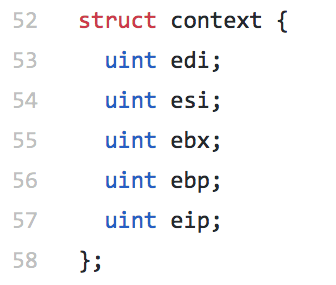 52 struct context {
53 uint edi;
54 uint esi;
55 uint ebx;
56 uint ebp;
57 uint eip;
58 };